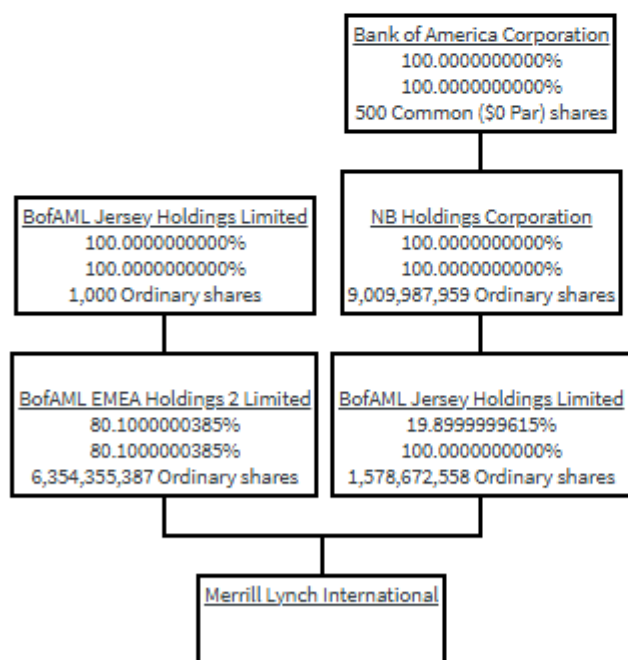 Bank of America Corporation
100.0000000000%
100.0000000000%
500 Common ($0 Par) shares
BofAML Jersey Holdings Limited
100.0000000000%
100.0000000000%
1,000 Ordinary shares
NB Holdings Corporation
100.0000000000%
100.0000000000%
9,009,987,959 Ordinary shares
BofAML EMEA Holdings 2 Limited
80.1000000385%
80.1000000385%
6,354,355,387 Ordinary shares
BofAML Jersey Holdings Limited
19.8999999615%
100.0000000000%
1,578,672,558 Ordinary shares
Merrill Lynch International